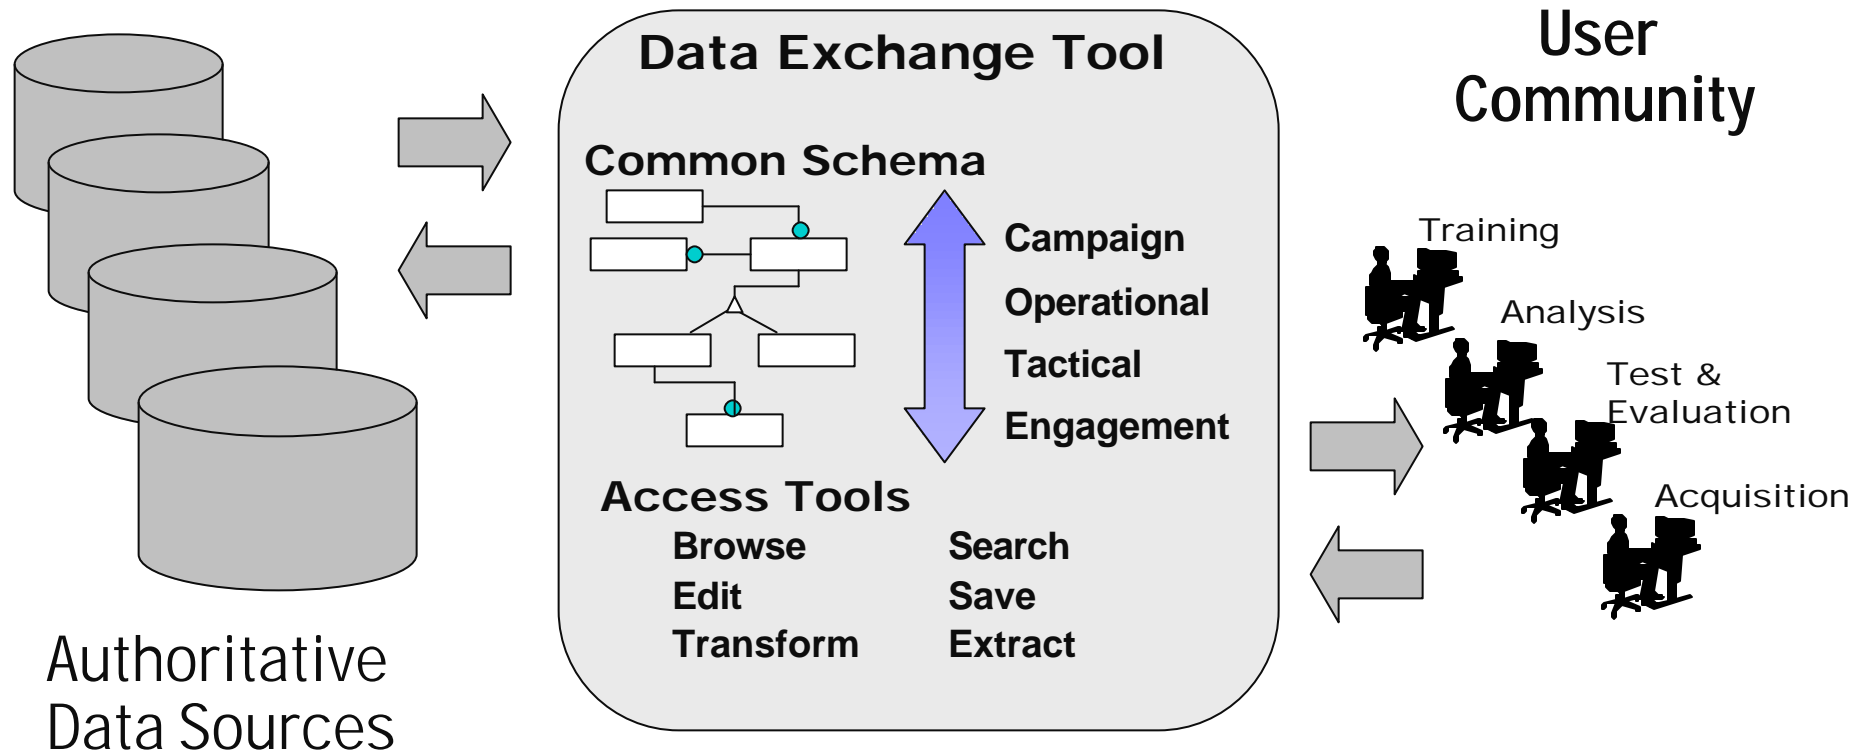 Data Exchange Tool
User
Community
Common Schema
Campaign
Operational
Tactical
Engagement
Access Tools
Browse
Search
Edit
Save
Transform
Extract
Training
Analysis
Test &
Evaluation
Acquisition
Authoritative
Data Sources